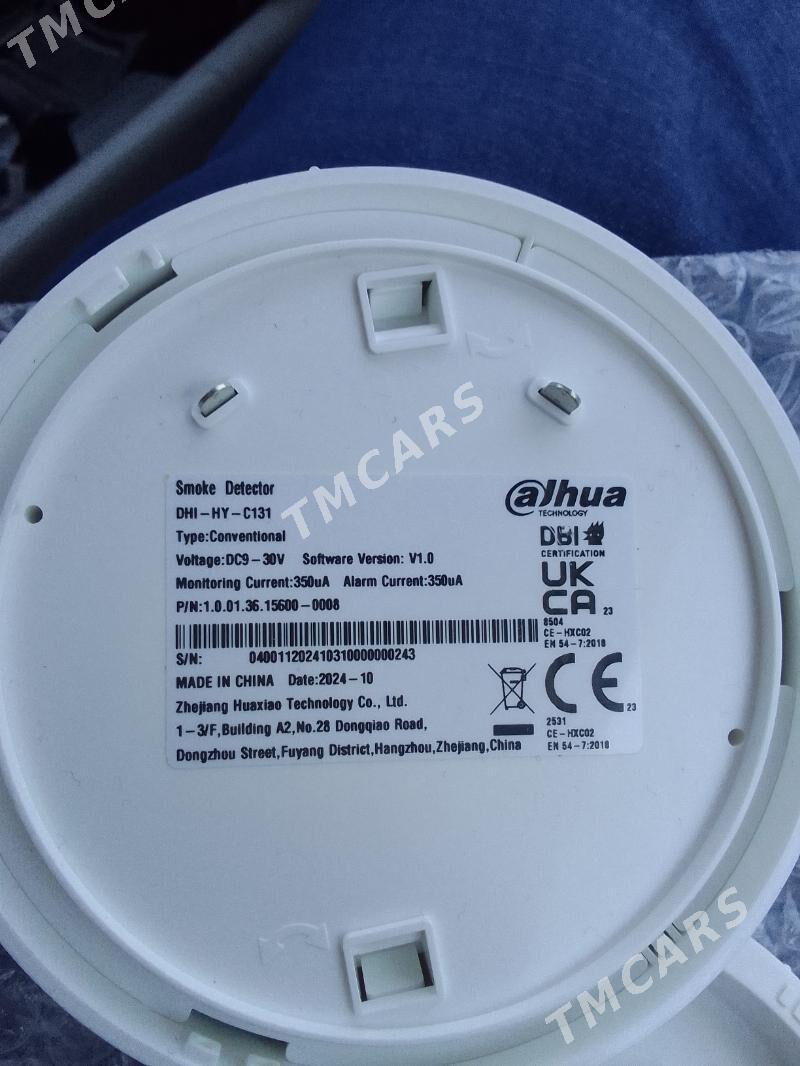 TMCARS
Smoke Detector
DHI-HY-C131
Type:Conventional
Voltage:DC9-30V Software Version: V1.0
Monitoring Current:350uA Alarm Current:350uA
P/N:1.0.01.36.15600-0008
S/N: 040011202410310000000243
MADE IN CHINA Date:2024-10
Zhejiang Huaxiao Technology Co., Ltd.
1-3/F,Building A2,No.28 Dongqiao Road,
Dongzhou Street,Fuyang District,Hangzhou,Zhejiang,China
alhua
TECHNOLOGY
DBI
CERTIFICATION
UK
CA 23
8504
CE-HXC02
EN 54-7:2018
CE 23
2531
CE-HXC02
EN 54-7:2018
TMCARS
TMCARS